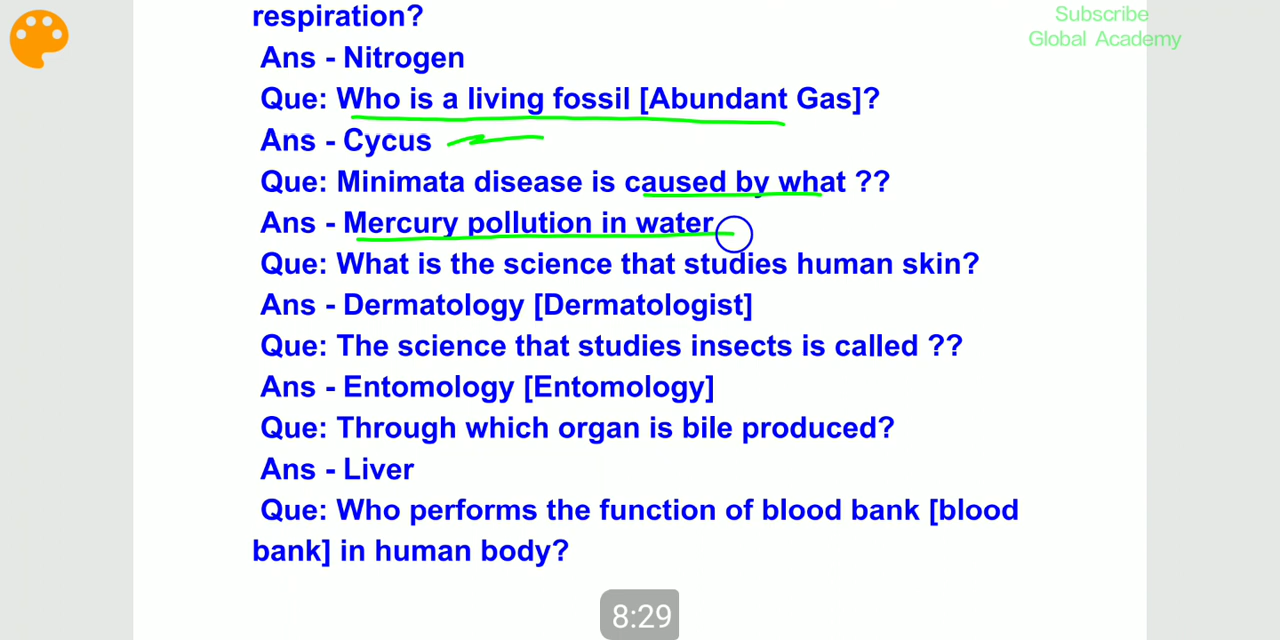 respiration?
Subscribe
Global Academy
Ans - Nitrogen
Que: Who is a living fossil [Abundant Gas]?
Ans - Cycus
Que: Minimata disease is caused by what ??
Ans - Mercury pollution in water
Que: What is the science that studies human skin?
Ans - Dermatology [Dermatologist]
Que: The science that studies insects is called ??
Ans - Entomology [Entomology]
Que: Through which organ is bile produced?
Ans - Liver
Que: Who performs the function of blood bank [blood
bank] in human body?
8:29